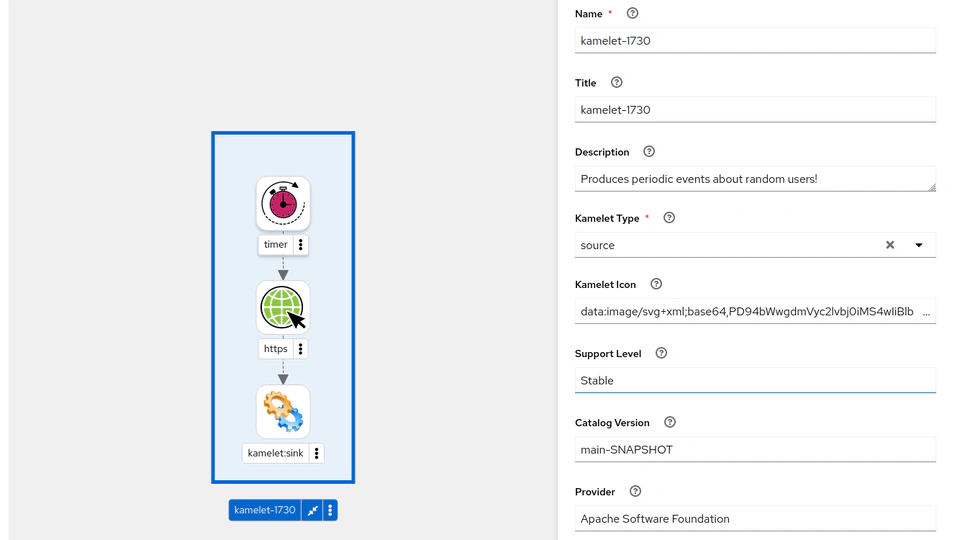 timer
https
kamelet:sink
kamelet-1730
Name *
kamelet-1730
Title
kamelet-1730
Description
Produces periodic events about random users!
Kamelet Type *
source
Kamelet Icon
data:image/svg+xml;base64,PD94bWwgdmVyc2lvbj0iMS4wIiBlb ...
Support Level
Stable
Catalog Version
main-SNAPSHOT
Provider
Apache Software Foundation